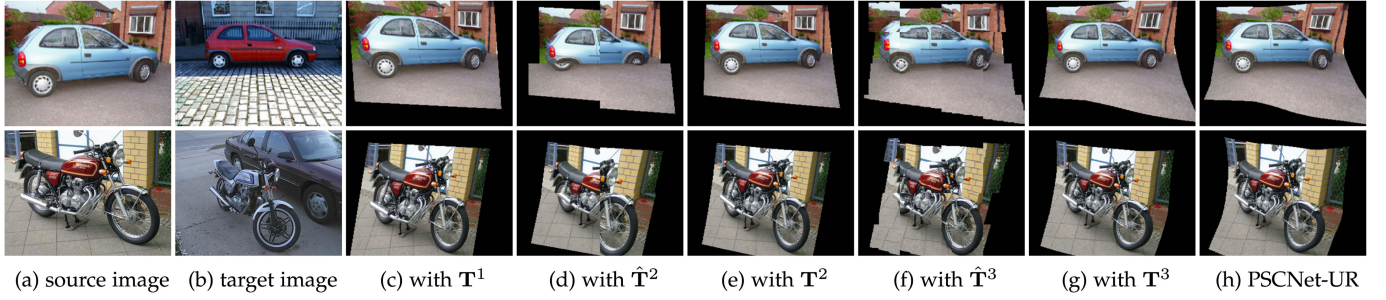 (a) source image (b) target image (c) with T¹ (d) with T̂² (e) with T² (f) with T̂³ (g) with T³ (h) PSCNet-UR